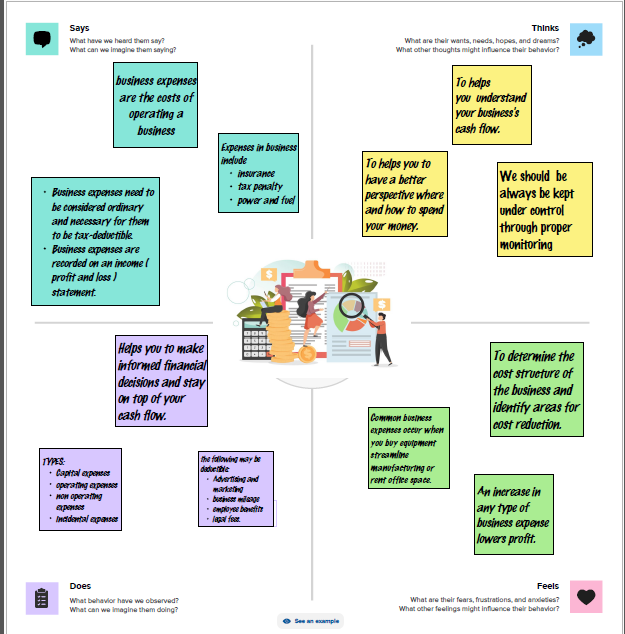 Says
What have we heard them say?
What can we imagine them saying?
business expenses
are the costs of
operating a
business
Expenses in business
include
• insurance
• tax penalty
• power and fuel
• Business expenses need to
be considered ordinary
and necessary for them
to be tax-deductible.
• Business expenses are
recorded on an income (
profit and loss )
statement.
Thinks
What are their wants, needs, hopes, and dreams?
What other thoughts might influence their behavior?
To helps
you understand
your business's
cash flow.
To helps you to
have a better
perspective where
and how to spend
your money.
We should be
always be kept
under control
through proper
monitoring
Helps you to make
informed financial
decisions and stay
on top of your
cash flow.
TYPES:
• Capital expenses
• operating expenses
• non operating
expenses
• incidental expenses
the following may be
deductible:
• Advertising and
marketing
• business mileage
• employee benefits
• legal fees.
To determine the
cost structure of
the business and
identify areas for
cost reduction.
Common business
expenses occur when
you buy equipment
streamline
manufacturing or
rent office space.
An increase in
any type of
business expense
lowers profit.
Does
What behavior have we observed?
What can we imagine them doing?
Feels
What are their fears, frustrations, and anxieties?
What other feelings might influence their behavior?
See an example